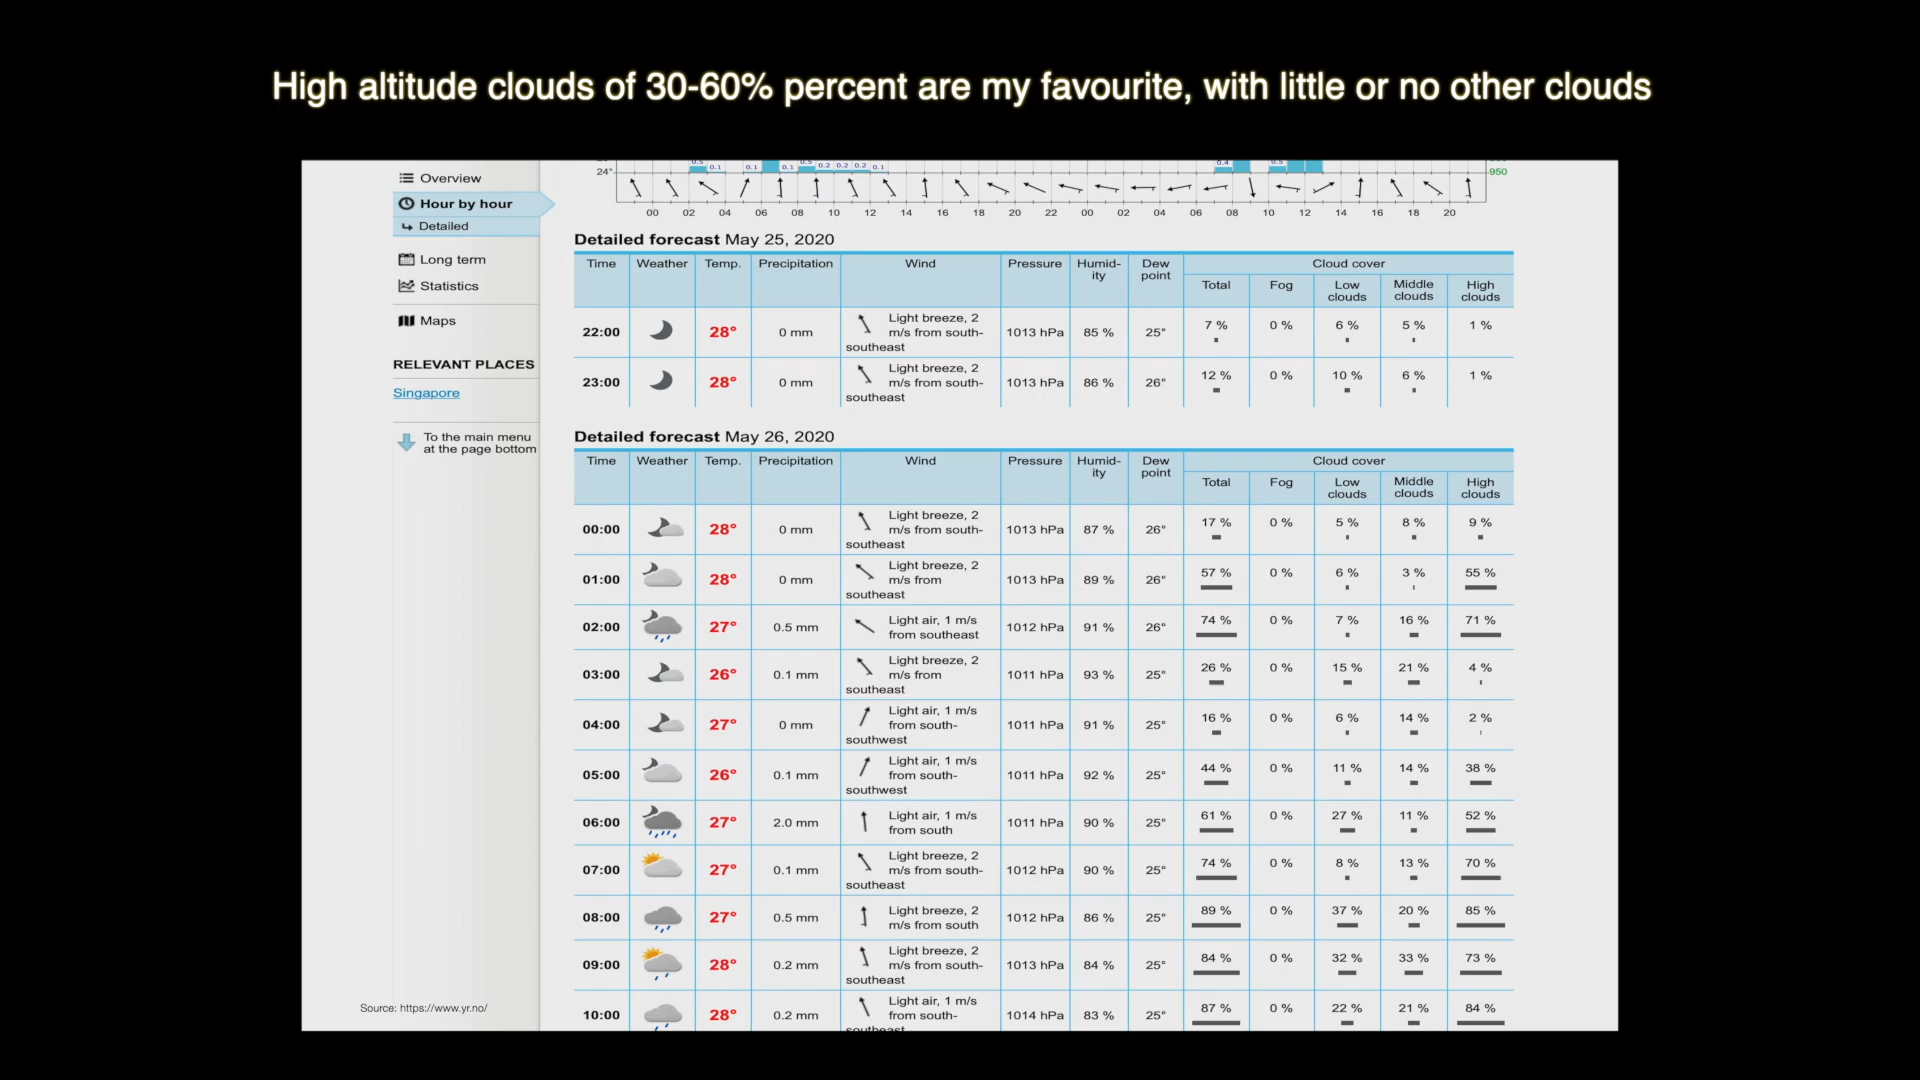 High altitude clouds of 30-60% percent are my favourite, with little or no other clouds
Overview
Hour by hour
Detailed
Long term
Statistics
Maps
RELEVANT PLACES
Singapore
To the main menu
at the page bottom
Source: https://www.yr.no/
0.1 0.1 0.1 0.2 0.2 0.2 0.1 0.4
24° 950
00 02 04 06 08 10 12 14 16 18 20 22 00 02 04 06 08 10 12 14 16 18 20
Detailed forecast May 25, 2020
Time Weather Temp. Precipitation Wind Pressure Humid-ity Dew point Cloud cover
Total Fog Low clouds Middle clouds High clouds
22:00 28° 0 mm Light breeze, 2 m/s from south-southeast 1013 hPa 85 % 25° 7 % 0 % 6 % 5 % 1 %
23:00 28° 0 mm Light breeze, 2 m/s from south-southeast 1013 hPa 86 % 26° 12 % 0 % 10 % 6 % 1 %
Detailed forecast May 26, 2020
Time Weather Temp. Precipitation Wind Pressure Humid-ity Dew point Cloud cover
Total Fog Low clouds Middle clouds High clouds
00:00 28° 0 mm Light breeze, 2 m/s from south-southeast 1013 hPa 87 % 26° 17 % 0 % 5 % 8 % 9 %
01:00 28° 0 mm Light breeze, 2 m/s from southeast 1013 hPa 89 % 26° 57 % 0 % 6 % 3 % 55 %
02:00 27° 0.5 mm Light air, 1 m/s from southeast 1012 hPa 91 % 26° 74 % 0 % 7 % 16 % 71 %
03:00 26° 0.1 mm Light breeze, 2 m/s from southeast 1011 hPa 93 % 25° 26 % 0 % 15 % 21 % 4 %
04:00 27° 0 mm Light air, 1 m/s from south-southwest 1011 hPa 91 % 25° 16 % 0 % 6 % 14 % 2 %
05:00 26° 0.1 mm Light air, 1 m/s from south-southwest 1011 hPa 92 % 25° 44 % 0 % 11 % 14 % 38 %
06:00 27° 2.0 mm Light air, 1 m/s from south 1011 hPa 90 % 25° 61 % 0 % 27 % 11 % 52 %
07:00 27° 0.1 mm Light breeze, 2 m/s from south-southeast 1012 hPa 90 % 25° 74 % 0 % 8 % 13 % 70 %
08:00 27° 0.5 mm Light breeze, 2 m/s from south 1012 hPa 86 % 25° 89 % 0 % 37 % 20 % 85 %
09:00 28° 0.2 mm Light breeze, 2 m/s from south-southeast 1013 hPa 84 % 25° 84 % 0 % 32 % 33 % 73 %
10:00 28° 0.2 mm Light air, 1 m/s from south-southeast 1014 hPa 83 % 25° 87 % 0 % 22 % 21 % 84 %